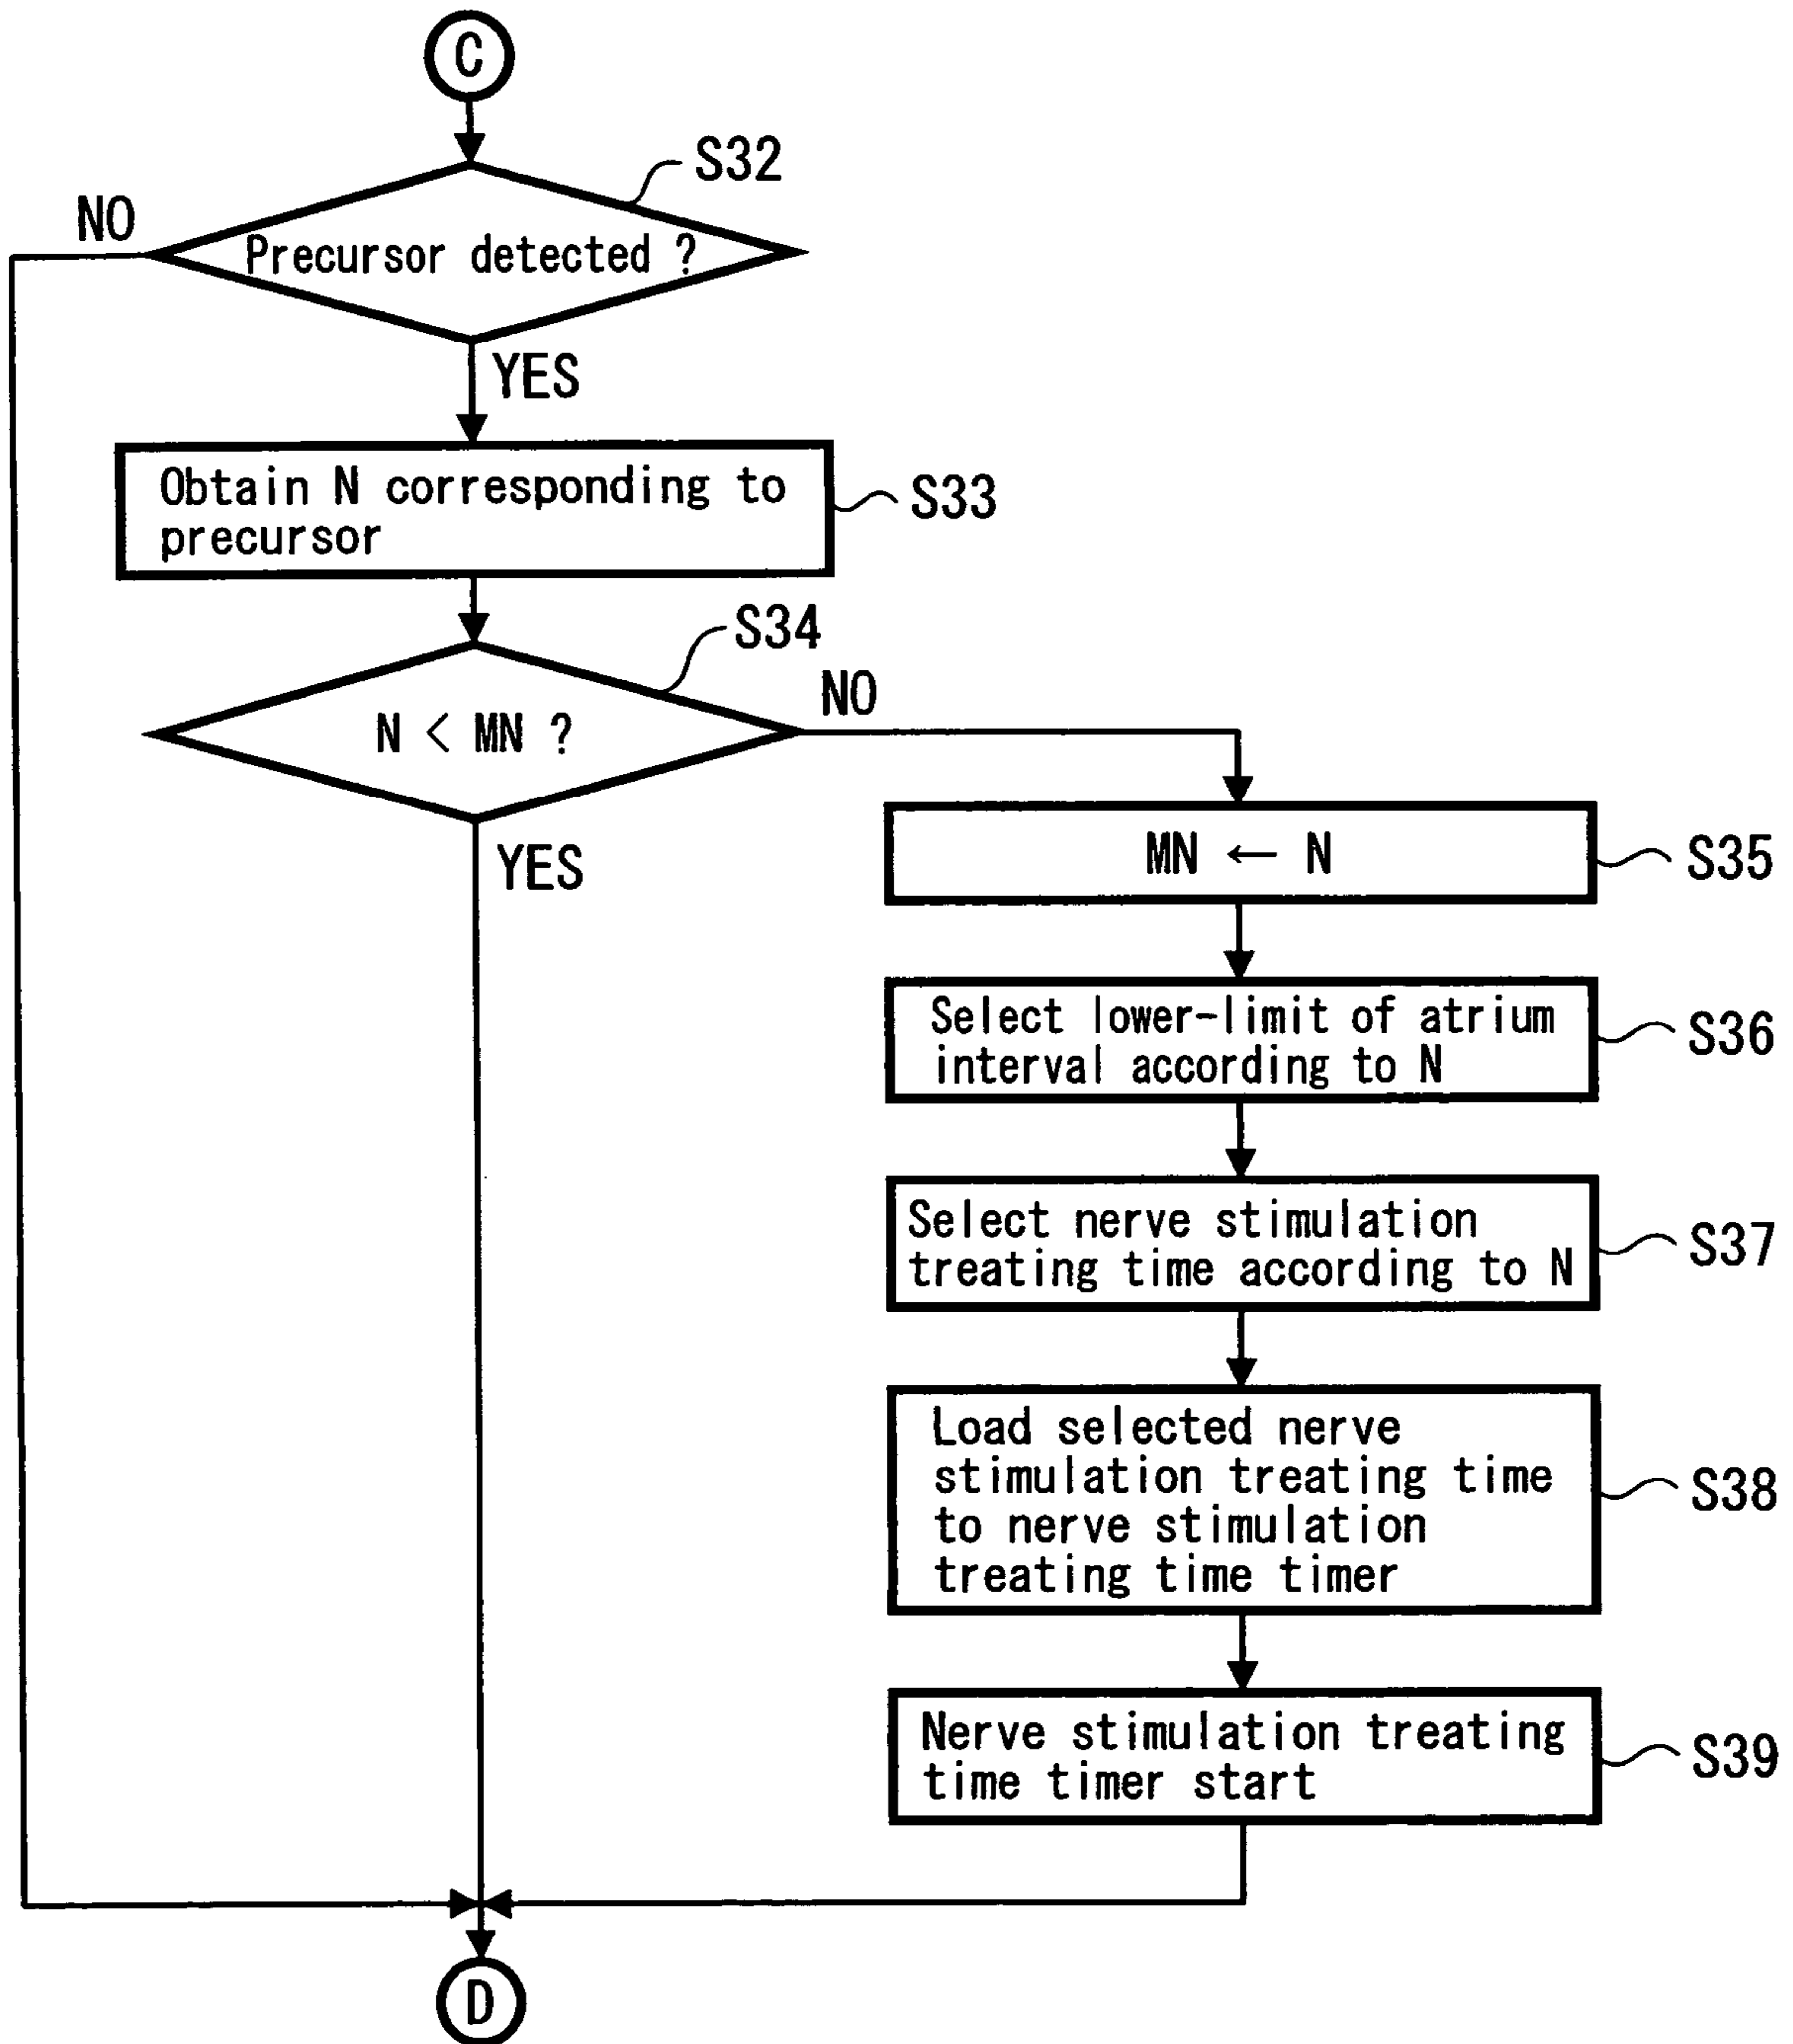 C
S32
NO
Precursor detected ?
YES
Obtain N corresponding to
precursor
S33
S34
N < MN ?
NO
YES
MN ← N
S35
Select lower-limit of atrium
interval according to N
S36
Select nerve stimulation
treating time according to N
S37
Load selected nerve
stimulation treating time
to nerve stimulation
treating time timer
S38
Nerve stimulation treating
time timer start
S39
D